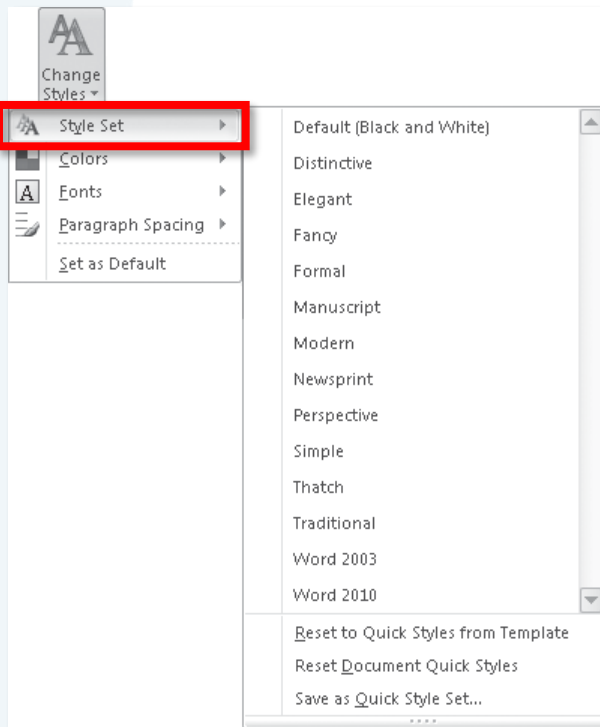 Change
Styles
Style Set
Colors
A Fonts
Paragraph Spacing
Set as Default
Default (Black and White)
Distinctive
Elegant
Fancy
Formal
Manuscript
Modern
Newsprint
Perspective
Simple
Thatch
Traditional
Word 2003
Word 2010
Reset to Quick Styles from Template
Reset Document Quick Styles
Save as Quick Style Set...